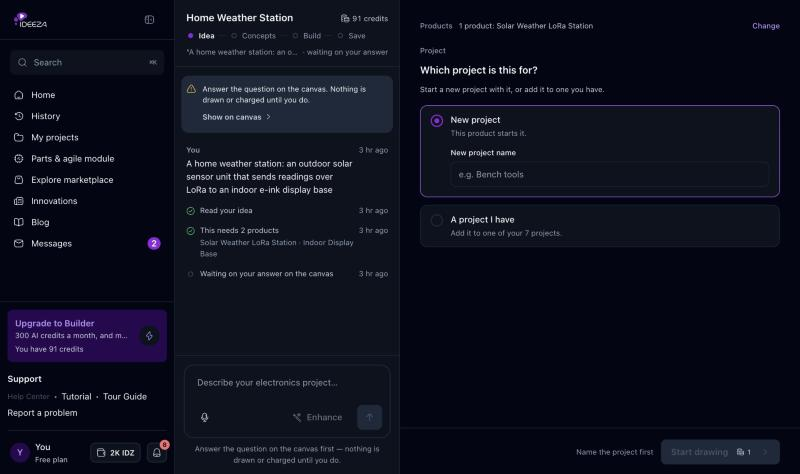 IDEEZA
Search
⌘K
Home
History
My projects
Parts & agile module
Explore marketplace
Innovations
Blog
Messages
2
Upgrade to Builder
300 AI credits a month, and m...
You have 91 credits
Support
Help Center • Tutorial • Tour Guide
Report a problem
Y
You
Free plan
2K IDZ
6
Home Weather Station
91 credits
Idea
Concepts
Build
Save
"A home weather station: an o... · waiting on your answer
Answer the question on the canvas. Nothing is
drawn or charged until you do.
Show on canvas
You
3 hr ago
A home weather station: an outdoor solar
sensor unit that sends readings over
LoRa to an indoor e-ink display base
Read your idea
3 hr ago
This needs 2 products
3 hr ago
Solar Weather LoRa Station · Indoor Display
Base
Waiting on your answer on the canvas
3 hr ago
Describe your electronics project...
Enhance
Answer the question on the canvas first — nothing is
drawn or charged until you do.
Products 1 product: Solar Weather LoRa Station
Change
Project
Which project is this for?
Start a new project with it, or add it to one you have.
New project
This product starts it.
New project name
e.g. Bench tools
A project I have
Add it to one of your 7 projects.
Name the project first
Start drawing
1